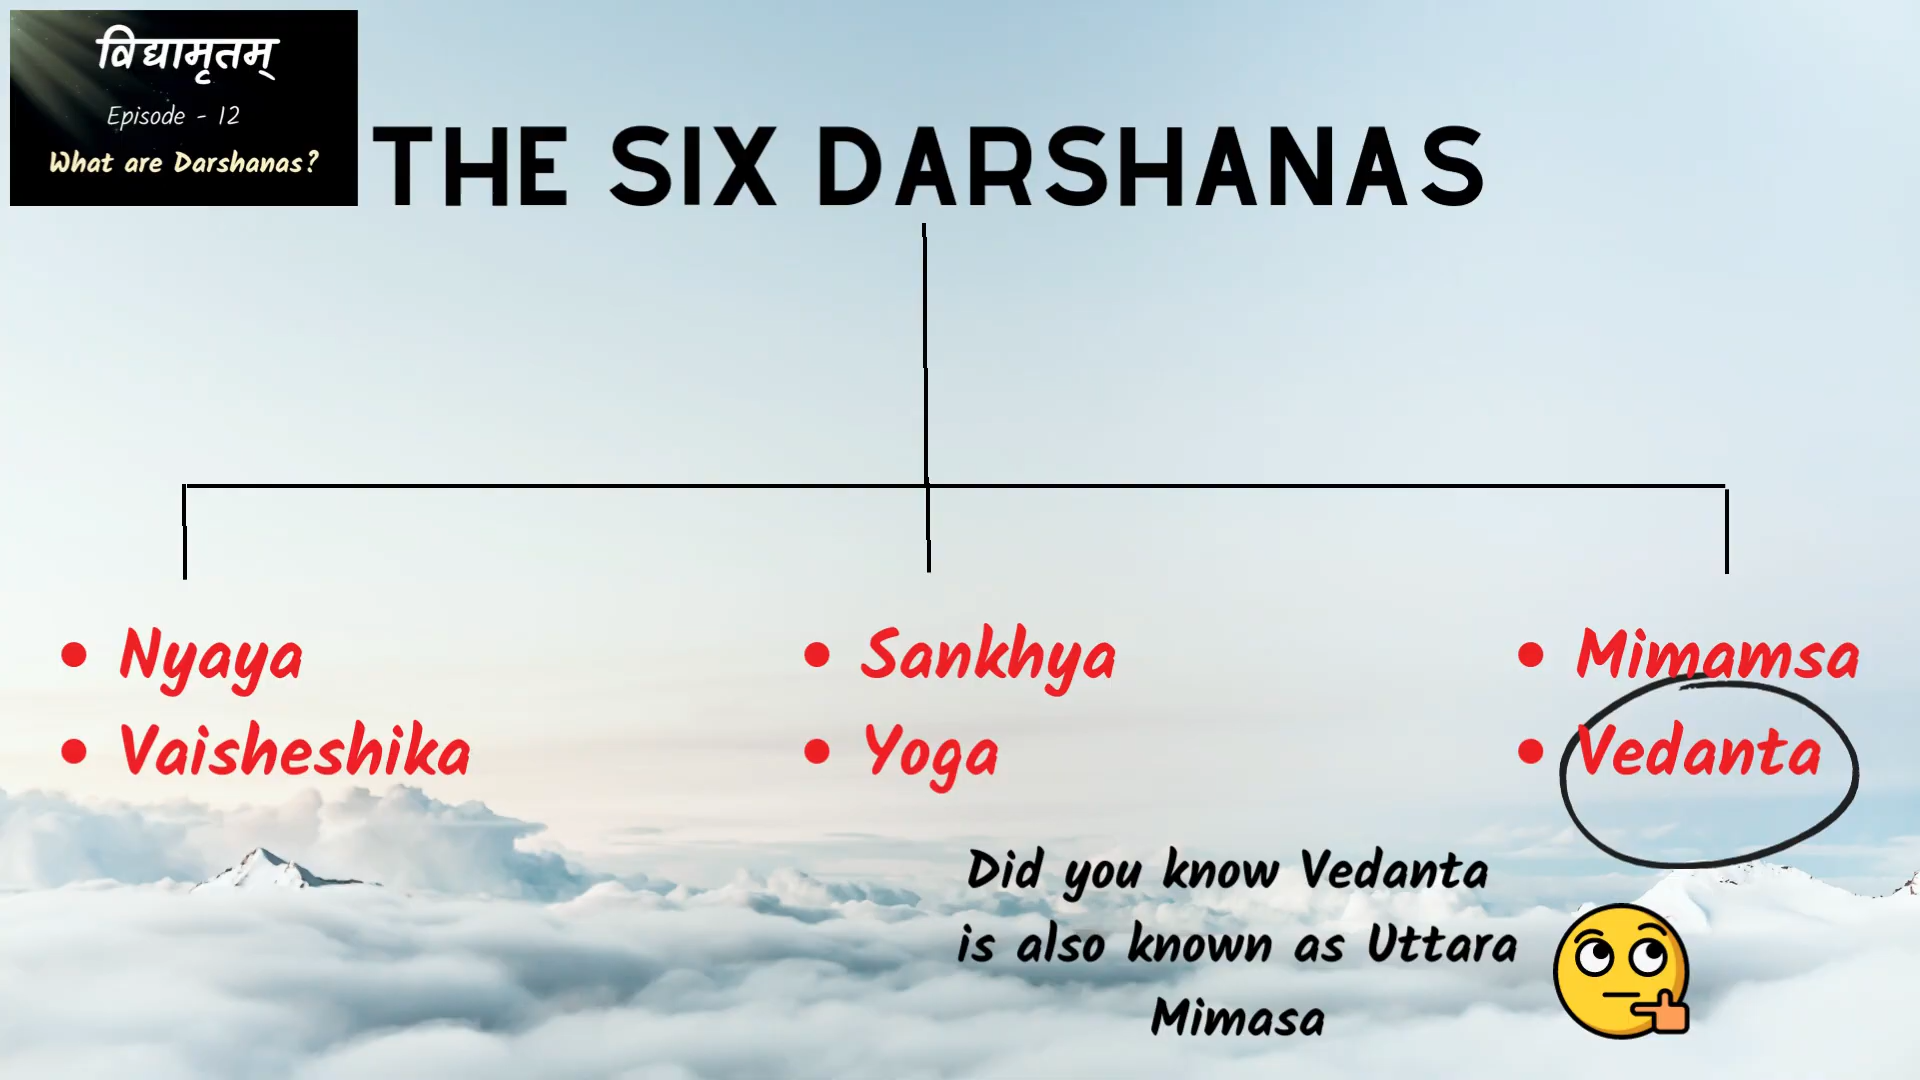 विद्यामृतम्
Episode - 12
What are Darshanas?
THE SIX DARSHANAS
• Nyaya
• Vaisheshika
• Sankhya
• Yoga
• Mimamsa
• Vedanta
Did you know Vedanta
is also known as Uttara
Mimasa